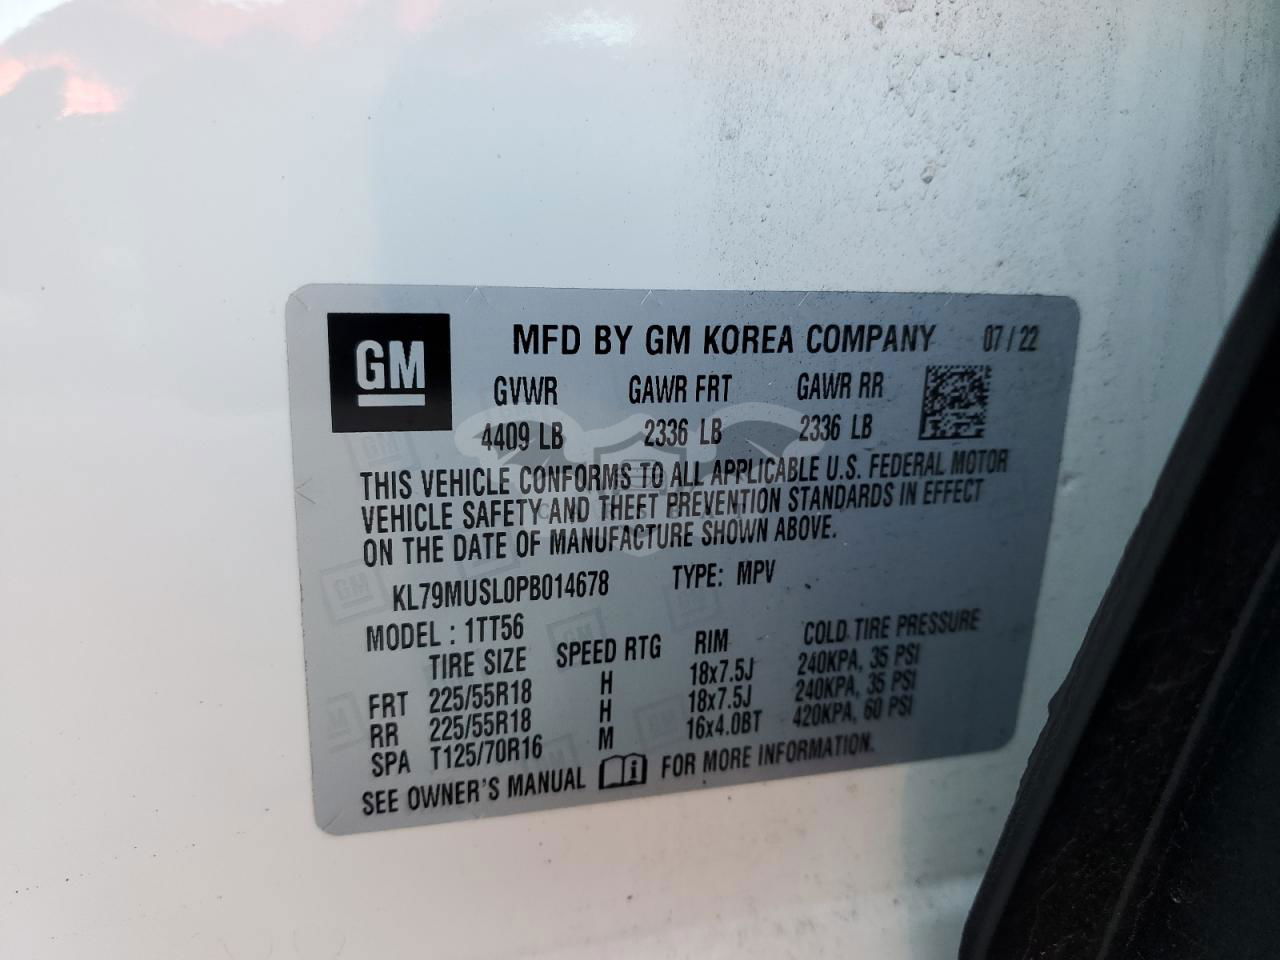 GM MFD BY GM KOREA COMPANY 07/22
GVWR GAWR FRT GAWR RR
4409 LB 2336 LB 2336 LB
THIS VEHICLE CONFORMS TO ALL APPLICABLE U.S. FEDERAL MOTOR
VEHICLE SAFETY AND THEFT PREVENTION STANDARDS IN EFFECT
ON THE DATE OF MANUFACTURE SHOWN ABOVE.
KL79MUSL0PB014678 TYPE: MPV
MODEL : 1TT56
TIRE SIZE SPEED RTG RIM COLD TIRE PRESSURE
FRT 225/55R18 H 18x7.5J 240KPA, 35 PSI
RR 225/55R18 H 18x7.5J 240KPA, 35 PSI
SPA T125/70R16 M 16x4.0BT 420KPA, 60 PSI
SEE OWNER'S MANUAL FOR MORE INFORMATION.